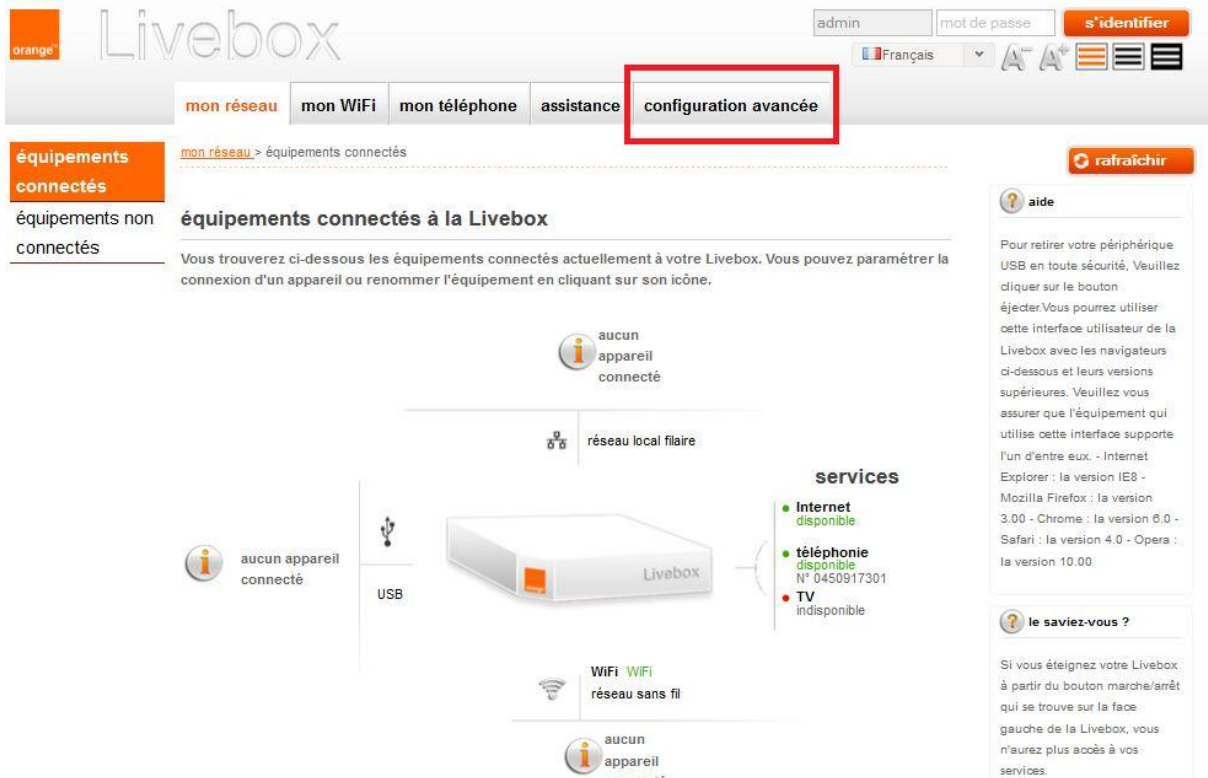 orange™
Livebox
admin
mot de passe
s'identifier
Français
A- A+
mon réseau
mon WiFi
mon téléphone
assistance
configuration avancée
équipements
connectés
équipements non
connectés
mon réseau > équipements connectés
rafraîchir
équipements connectés à la Livebox
Vous trouverez ci-dessous les équipements connectés actuellement à votre Livebox. Vous pouvez paramétrer la
connexion d'un appareil ou renommer l'équipement en cliquant sur son icône.
aucun
appareil
connecté
réseau local filaire
aucun appareil
connecté
USB
Livebox
orange
services
Internet
disponible
téléphonie
disponible
N° 0450917301
TV
indisponible
WiFi WiFi
réseau sans fil
aucun
appareil
aide
Pour retirer votre périphérique
USB en toute sécurité, Veuillez
cliquer sur le bouton
éjecter.Vous pourrez utiliser
cette interface utilisateur de la
Livebox avec les navigateurs
ci-dessous et leurs versions
supérieures. Veuillez vous
assurer que l'équipement qui
utilise cette interface supporte
l'un d'entre eux. - Internet
Explorer : la version IE8 -
Mozilla Firefox : la version
3.00 - Chrome : la version 6.0 -
Safari : la version 4.0 - Opera :
la version 10.00
le saviez-vous ?
Si vous éteignez votre Livebox
à partir du bouton marche/arrêt
qui se trouve sur la face
gauche de la Livebox, vous
n'aurez plus accès à vos
services.